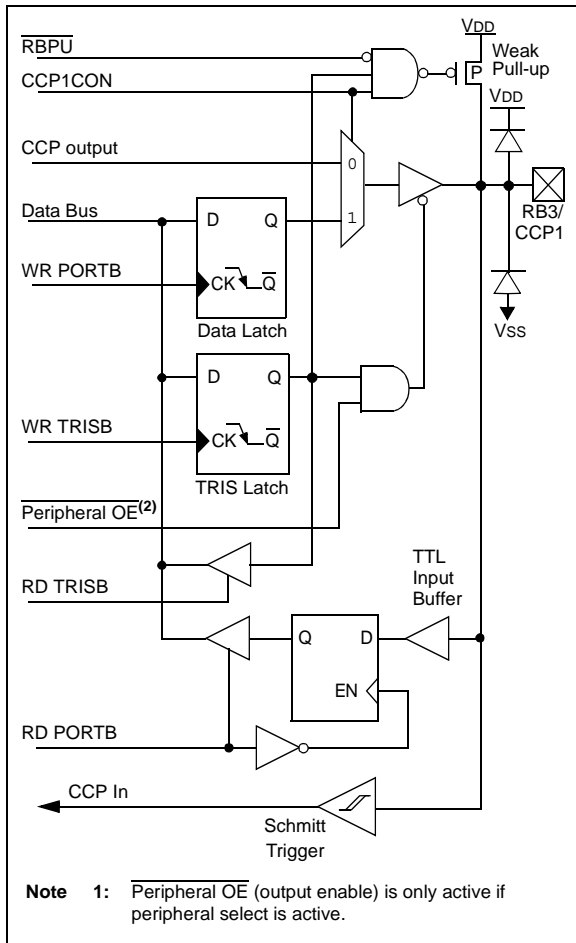 RBPU
VDD
Weak
Pull-up
P
CCP1CON
VDD
CCP output
0
RB3/
CCP1
Data Bus
D
Q
1
WR PORTB
CK
Q
VSS
Data Latch
D
Q
WR TRISB
CK
Q
TRIS Latch
Peripheral OE(2)
TTL
Input
Buffer
RD TRISB
Q
D
EN
RD PORTB
CCP In
Schmitt
Trigger
Note 1: Peripheral OE (output enable) is only active if
peripheral select is active.